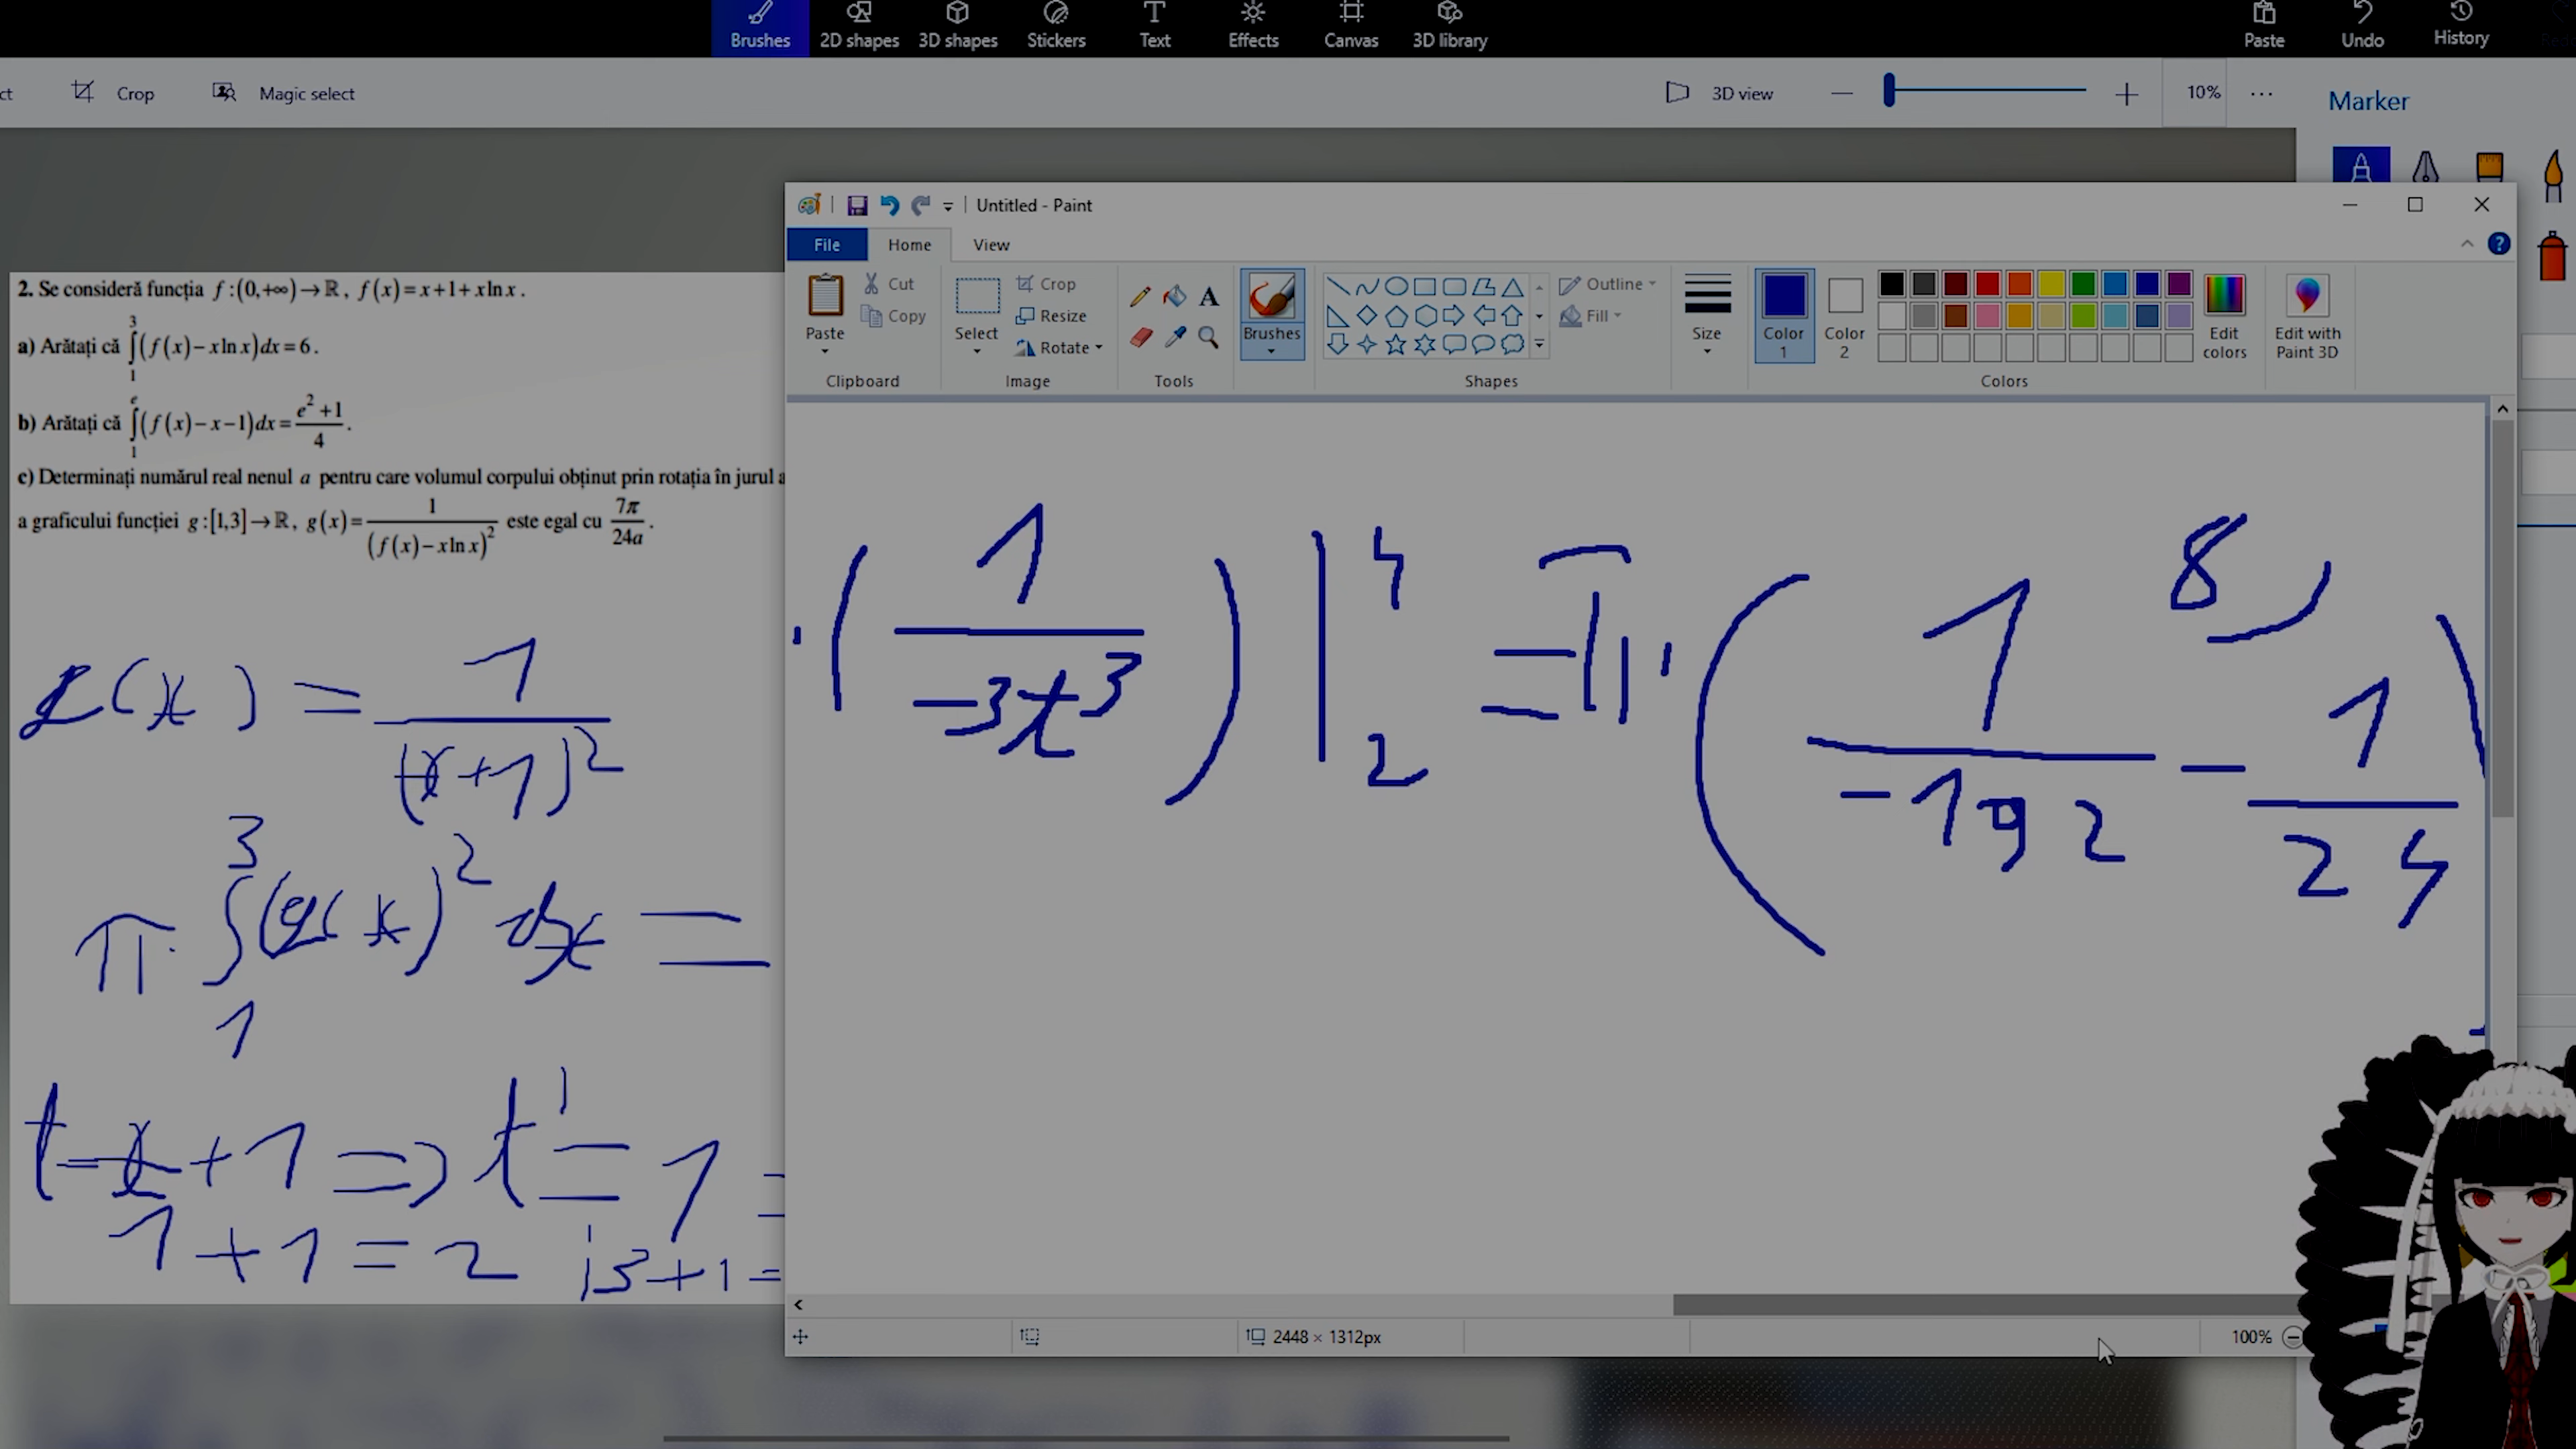 Brushes 2D shapes 3D shapes Stickers Text Effects Canvas 3D library Paste Undo History
ct Crop Magic select 3D view 10% ...
Marker
Untitled - Paint
File Home View
Paste Cut Copy Select Crop Resize Rotate Brushes Outline Fill Size Color 1 Color 2 Edit colors Edit with Paint 3D
Clipboard Image Tools Shapes Colors
2. Se consideră funcția f:(0,+∞)→ℝ, f(x)=x+1+xlnx.
a) Arătați că ∫₁³(f(x)−xlnx)dx=6.
b) Arătați că ∫₁ᵉ(f(x)−x−1)dx=(e²+1)/4.
c) Determinați numărul real nenul a pentru care volumul corpului obținut prin rotația în jurul a
a graficului funcției g:[1,3]→ℝ, g(x)=1/(f(x)−xlnx)² este egal cu 7π/24a.
g(x) = 1/(x+1)²
π·∫₁³(g(x))² dx =
t=x+1 => t' = 1 =
1+1=2 ; 3+1=
·(1/−3t³)|₂⁴ = π·(1/−192 − 1/24) 8
2448 × 1312px 100%